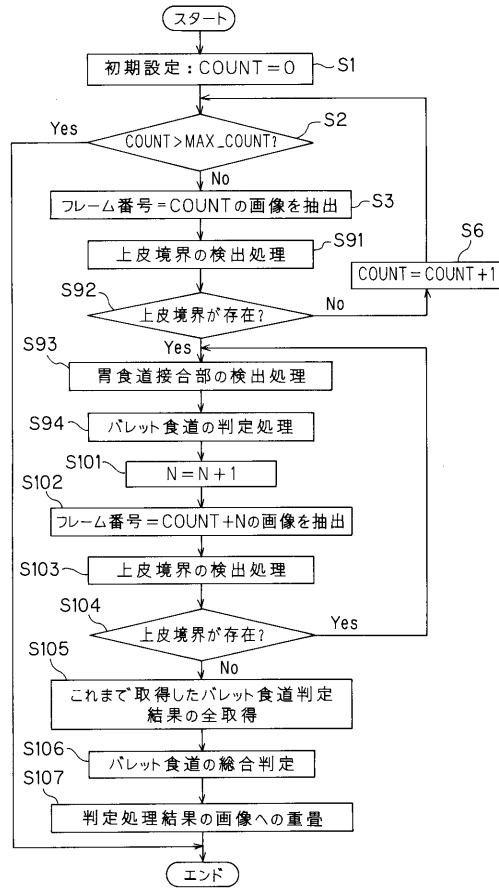 スタート
初期設定:COUNT=0
S1
Yes
COUNT>MAX_COUNT?
S2
No
フレーム番号=COUNTの画像を抽出
S3
上皮境界の検出処理
S91
S6
COUNT=COUNT+1
S92
上皮境界が存在?
No
Yes
S93
胃食道接合部の検出処理
S94
バレット食道の判定処理
S101
N=N+1
S102
フレーム番号=COUNT+Nの画像を抽出
S103
上皮境界の検出処理
S104
上皮境界が存在?
Yes
S105
No
これまで取得したバレット食道判定
結果の全取得
S106
バレット食道の総合判定
S107
判定処理結果の画像への重畳
エンド